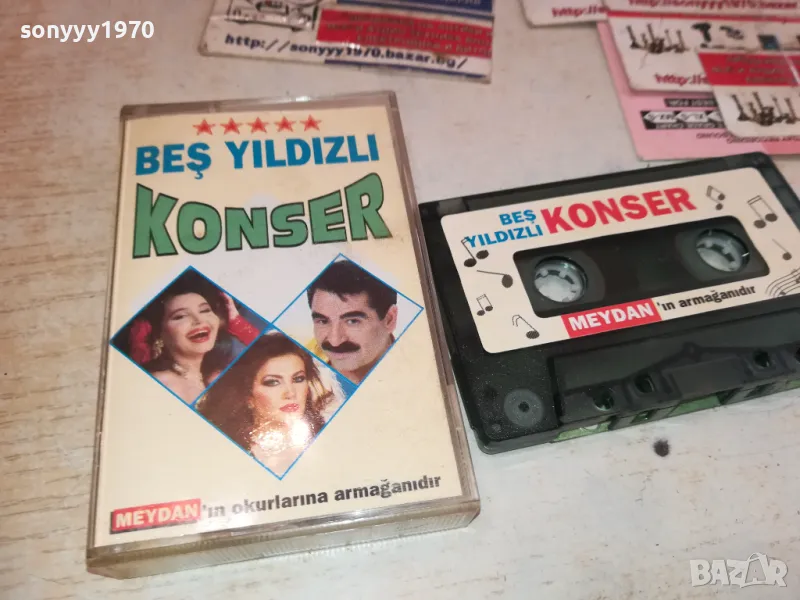 sonyyy1970
http://sonyyy1970.bazar.bg/
BEŞ YILDIZLI
KONSER
MEYDAN'ın okurlarına armağanıdır
BEŞ
YILDIZLI
KONSER
MEYDAN'ın armağanıdır
BAZAR